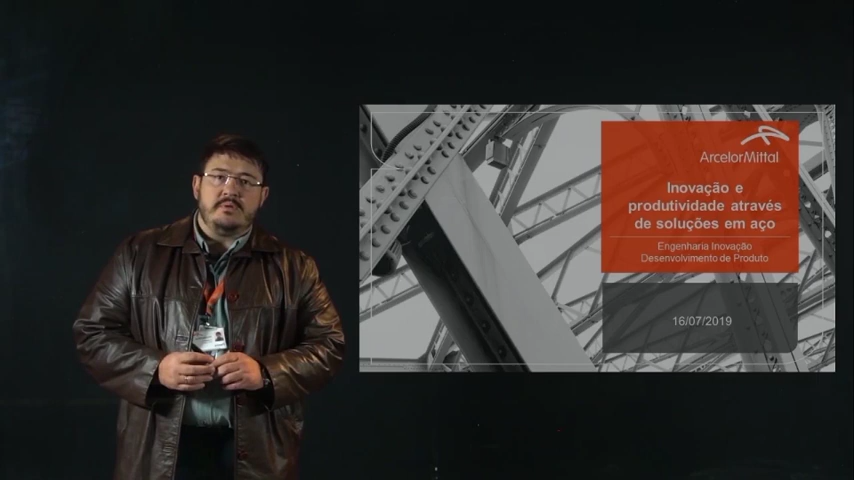 ArcelorMittal
Inovação e
produtividade através
de soluções em aço
Engenharia Inovação
Desenvolvimento de Produto
16/07/2019